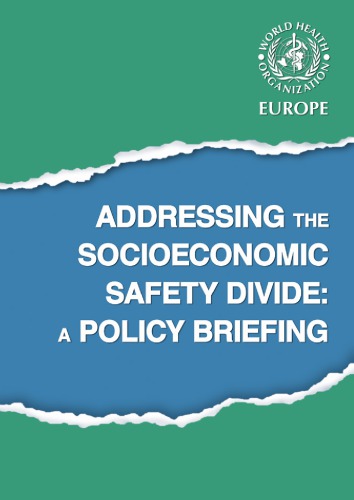 WORLD HEALTH
ORGANIZATION
EUROPE
ADDRESSING THE
SOCIOECONOMIC
SAFETY DIVIDE:
A POLICY BRIEFING